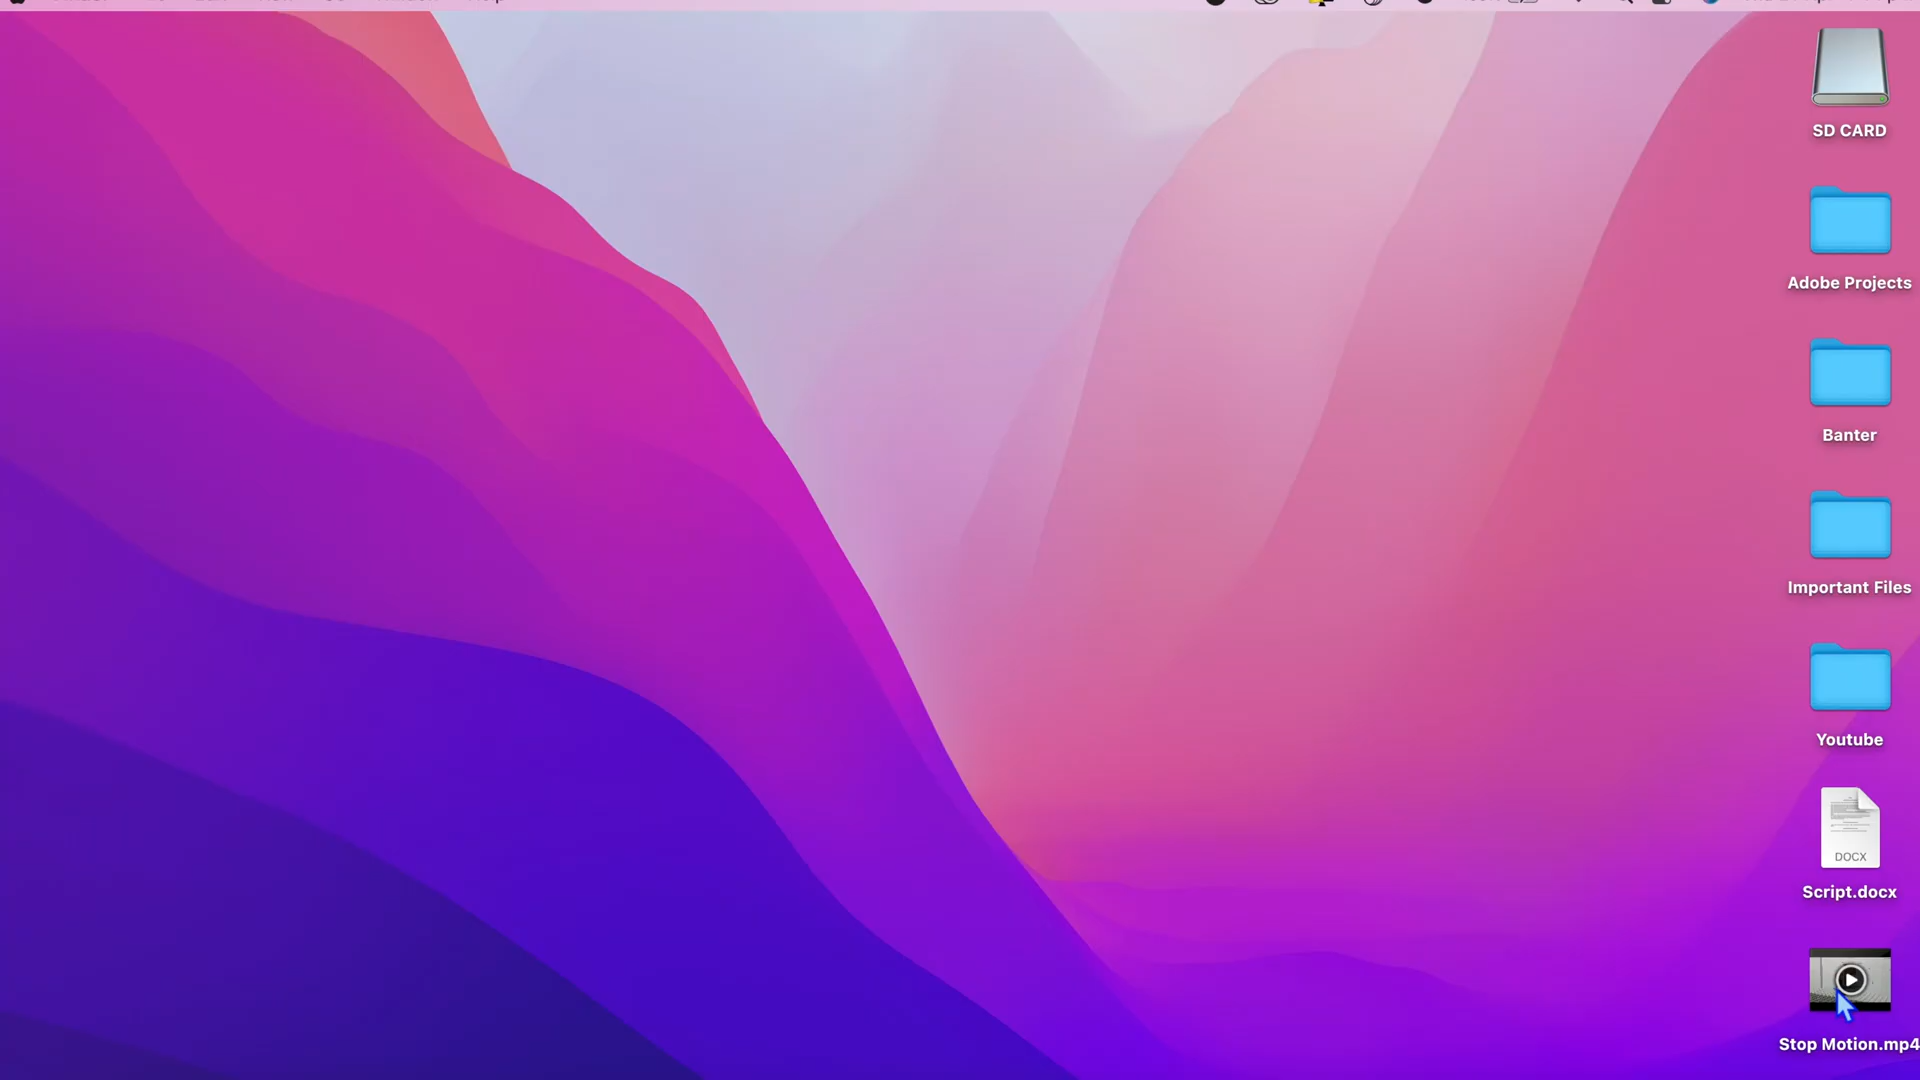 SD CARD
Adobe Projects
Banter
Important Files
Youtube
DOCX
Script.docx
Stop Motion.mp4